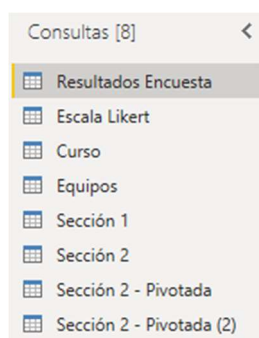 Consultas [8]
Resultados Encuesta
Escala Likert
Curso
Equipos
Sección 1
Sección 2
Sección 2 - Pivotada
Sección 2 - Pivotada (2)